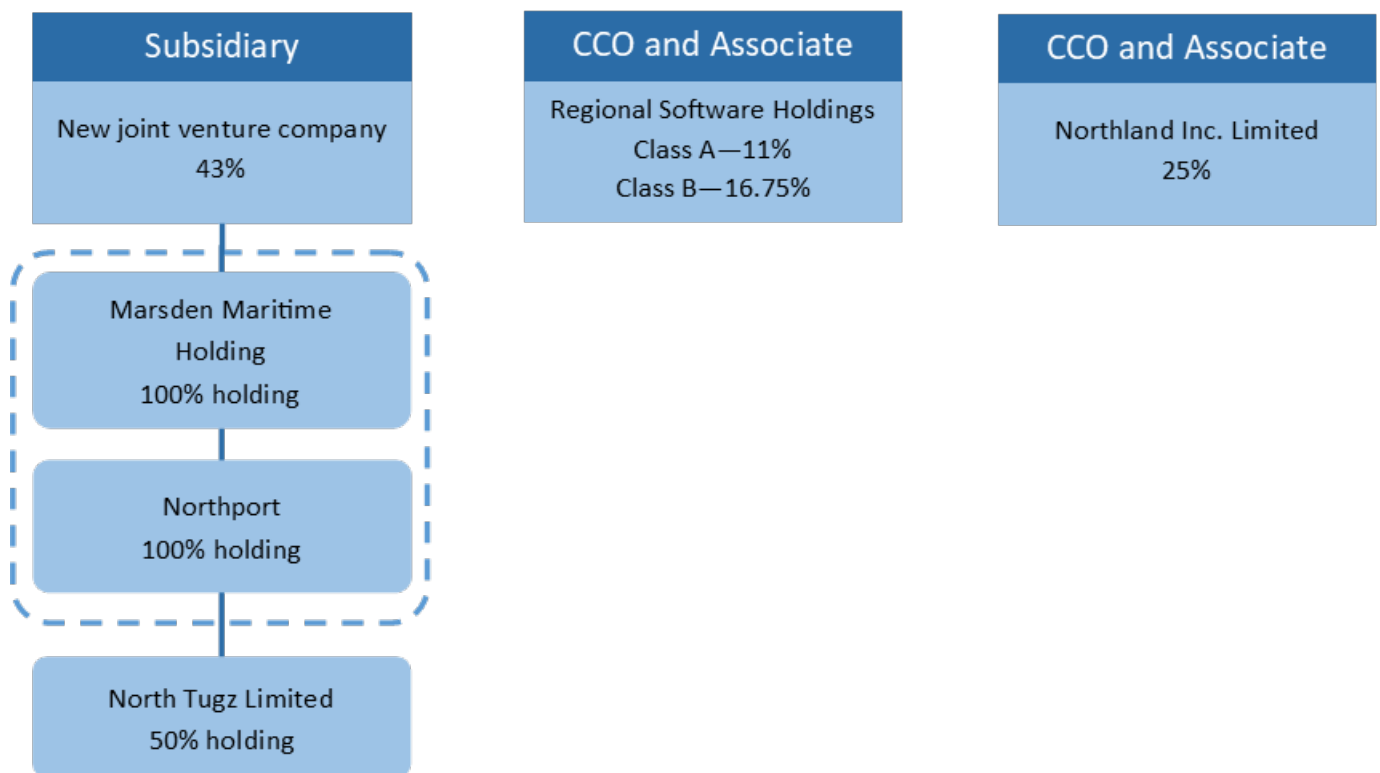 Subsidiary
New joint venture company
43%
Marsden Maritime
Holding
100% holding
Northport
100% holding
North Tugz Limited
50% holding
CCO and Associate
Regional Software Holdings
Class A—11%
Class B—16.75%
CCO and Associate
Northland Inc. Limited
25%